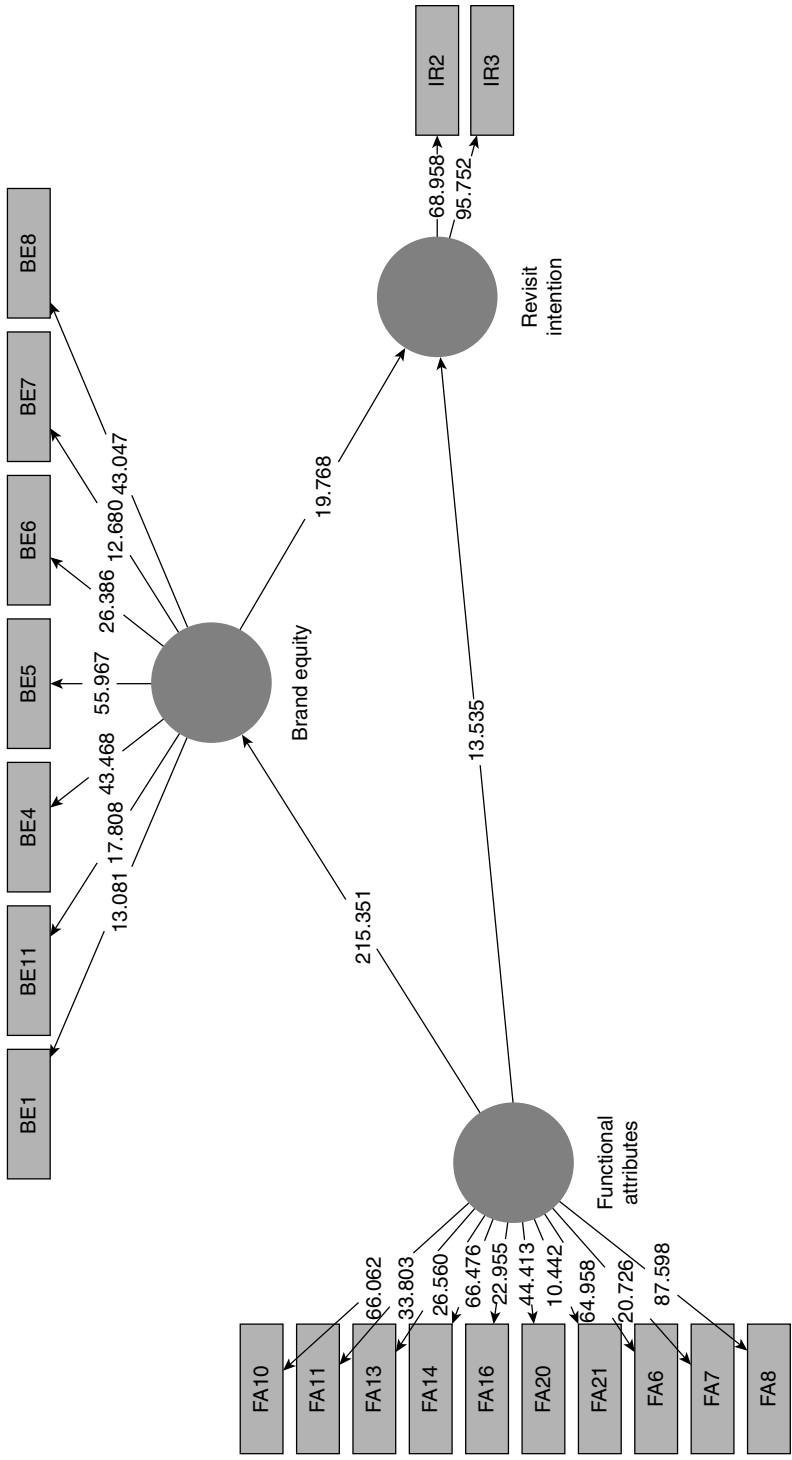 BE1
BE11
BE4
BE5
BE6
BE7
BE8
13.081
17.808
43.468
55.967
26.386
12.680
43.047
Brand equity
215.351
19.768
13.535
FA10
FA11
FA13
FA14
FA16
FA20
FA21
FA6
FA7
FA8
66.062
33.803
26.560
66.476
22.955
44.413
10.442
64.958
20.726
87.598
Functional
attributes
68.958
95.752
IR2
IR3
Revisit
intention